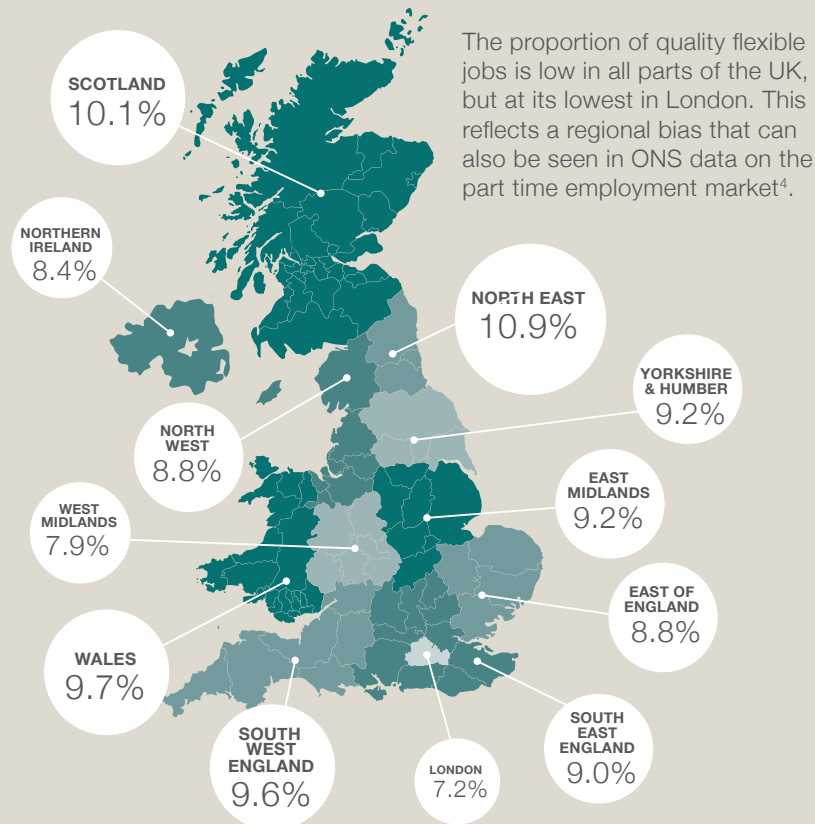 The proportion of quality flexible
jobs is low in all parts of the UK,
but at its lowest in London. This
reflects a regional bias that can
also be seen in ONS data on the
part time employment market⁴.
SCOTLAND
10.1%
NORTHERN
IRELAND
8.4%
NORTH EAST
10.9%
YORKSHIRE
& HUMBER
9.2%
NORTH
WEST
8.8%
EAST
MIDLANDS
9.2%
WEST
MIDLANDS
7.9%
EAST OF
ENGLAND
8.8%
WALES
9.7%
SOUTH
WEST
ENGLAND
9.6%
LONDON
7.2%
SOUTH
EAST
ENGLAND
9.0%